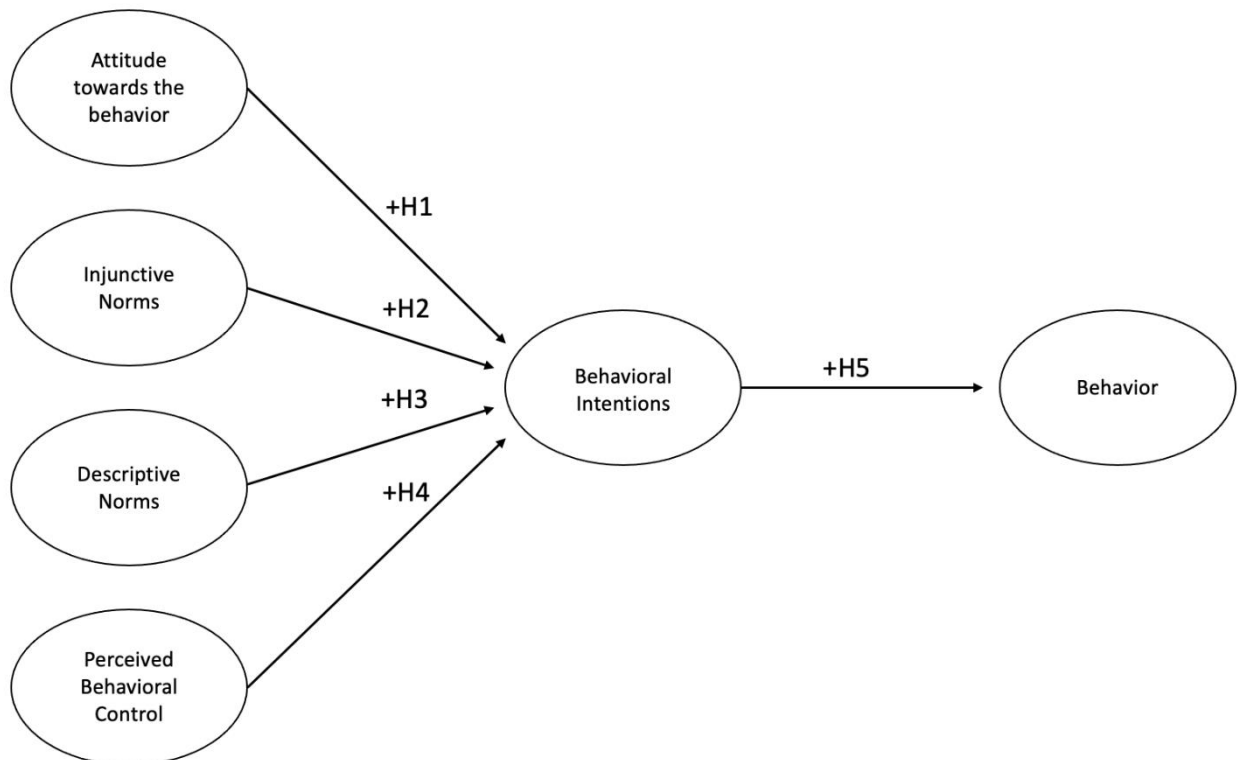 Attitude
towards the
behavior
+H1
Injunctive
Norms
+H2
+H3
Behavioral
Intentions
+H5
Behavior
Descriptive
Norms
+H4
Perceived
Behavioral
Control